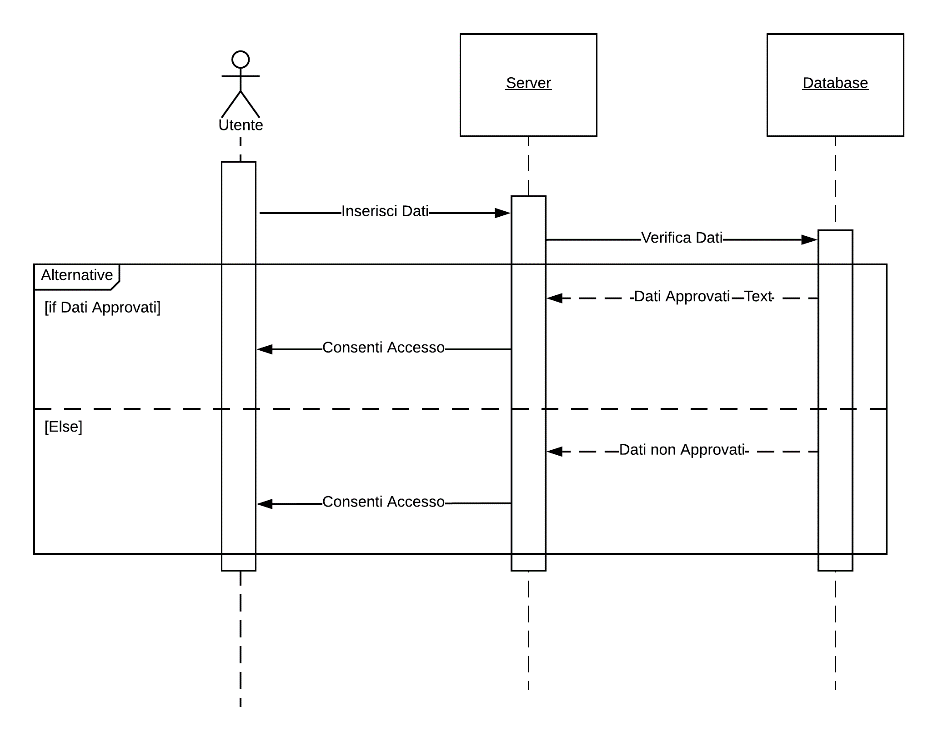 Utente
Server
Database
Inserisci Dati
Verifica Dati
Alternative
[if Dati Approvati]
Dati Approvati
Text
Consenti Accesso
[Else]
Dati non Approvati
Consenti Accesso